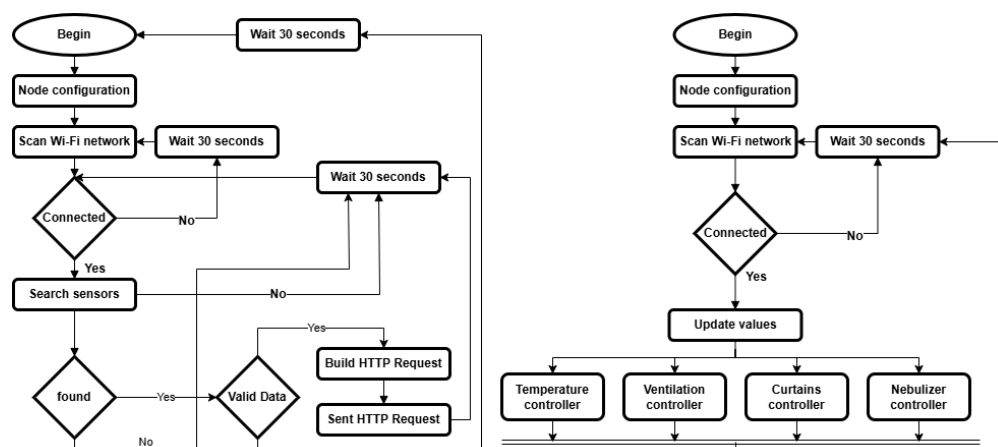 Begin
Wait 30 seconds
Node configuration
Scan Wi-Fi network
Wait 30 seconds
Wait 30 seconds
Connected
No
Yes
Search sensors
No
Yes
Build HTTP Request
found
Yes
Valid Data
Sent HTTP Request
No
Begin
Node configuration
Scan Wi-Fi network
Wait 30 seconds
Connected
No
Yes
Update values
Temperature
controller
Ventilation
controller
Curtains
controller
Nebulizer
controller